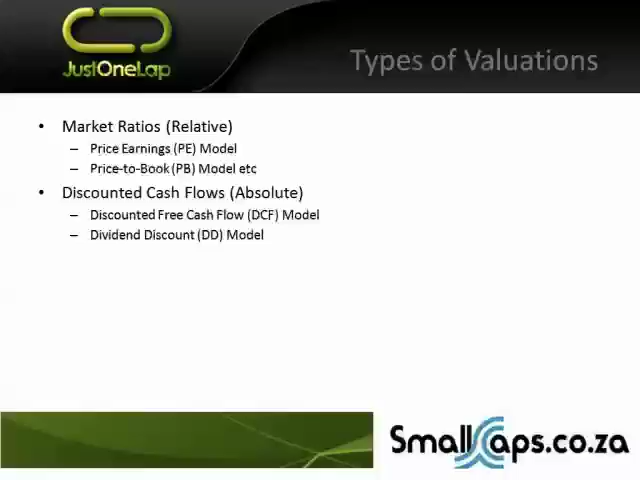 JustOneLap
Types of Valuations
• Market Ratios (Relative)
– Price Earnings (PE) Model
– Price-to-Book (PB) Model etc
• Discounted Cash Flows (Absolute)
– Discounted Free Cash Flow (DCF) Model
– Dividend Discount (DD) Model
SmallCaps.co.za